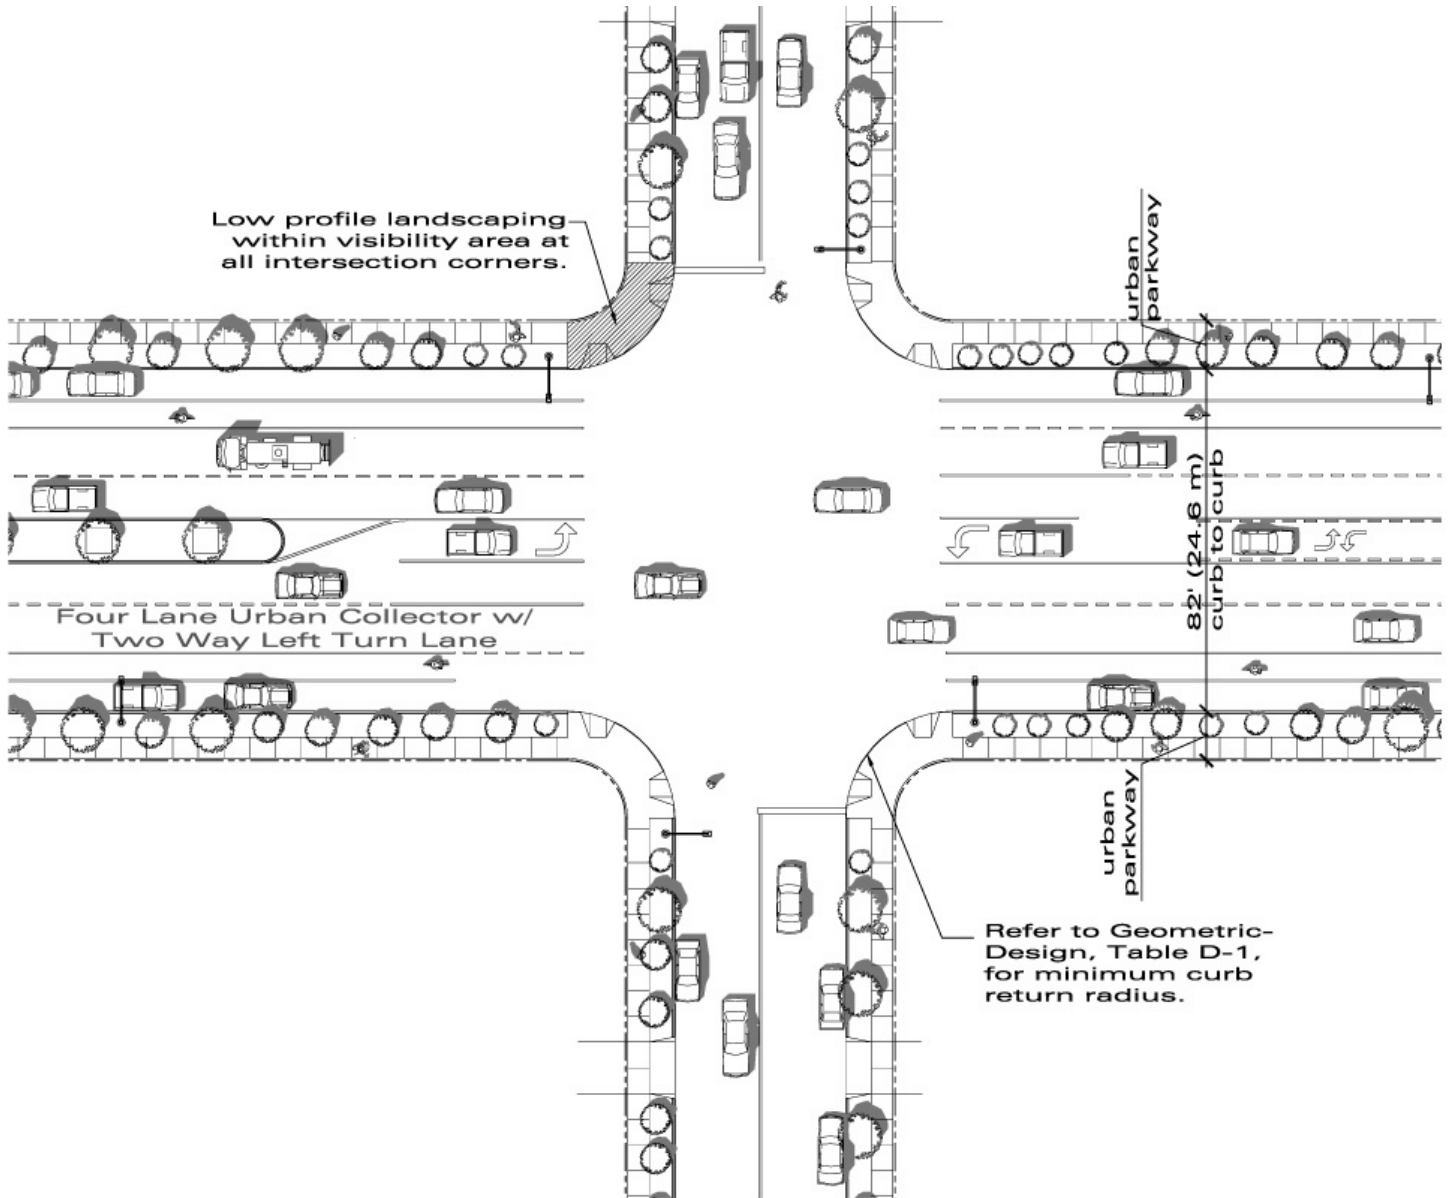 Low profile landscaping
within visibility area at
all intersection corners.
urban
parkway
82' (24.6 m)
curb to curb
Four Lane Urban Collector w/
Two Way Left Turn Lane
urban
parkway
Refer to Geometric-
Design, Table D-1,
for minimum curb
return radius.